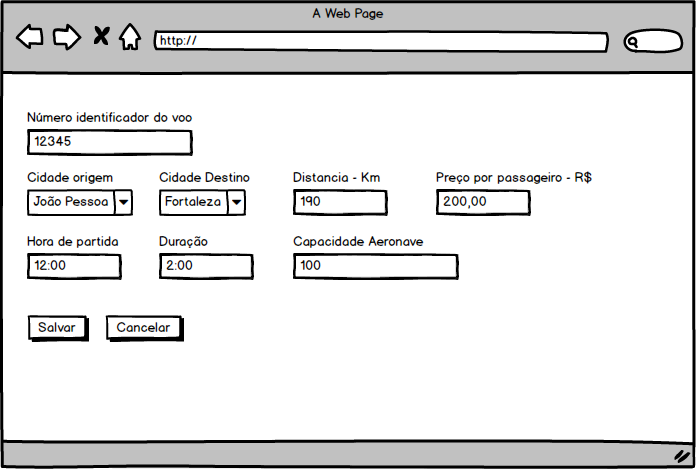 A Web Page
http://
Número identificador do voo
12345
Cidade origem Cidade Destino Distancia - Km Preço por passageiro - R$
João Pessoa Fortaleza 190 200,00
Hora de partida Duração Capacidade Aeronave
12:00 2:00 100
Salvar Cancelar